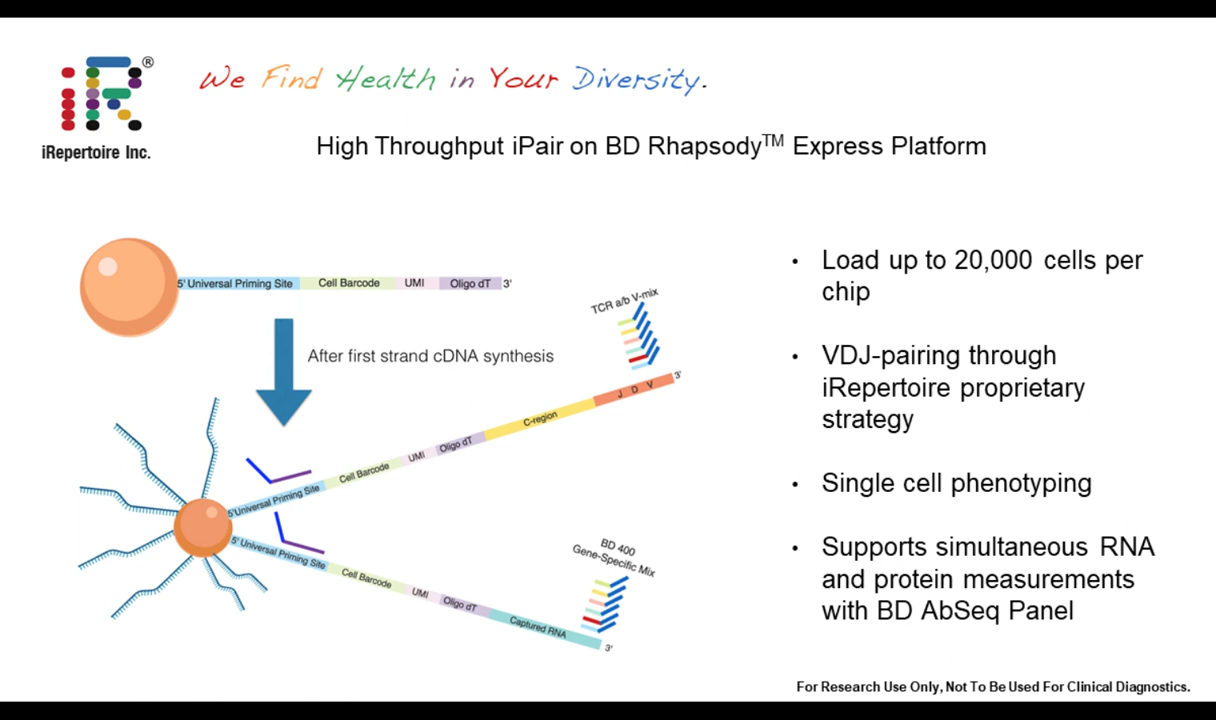 iR®
iRepertoire Inc.
We Find Health in Your Diversity.
High Throughput iPair on BD Rhapsody™ Express Platform
5' Universal Priming Site Cell Barcode UMI Oligo dT 3'
After first strand cDNA synthesis
TCR a/b V-mix
5'Universal Priming Site Cell Barcode UMI Oligo dT C-region J D V 3'
5' Universal Priming Site Cell Barcode UMI Oligo dT Captured RNA 3'
BD 400
Gene-Specific Mix
• Load up to 20,000 cells per
chip
• VDJ-pairing through
iRepertoire proprietary
strategy
• Single cell phenotyping
• Supports simultaneous RNA
and protein measurements
with BD AbSeq Panel
For Research Use Only, Not To Be Used For Clinical Diagnostics.